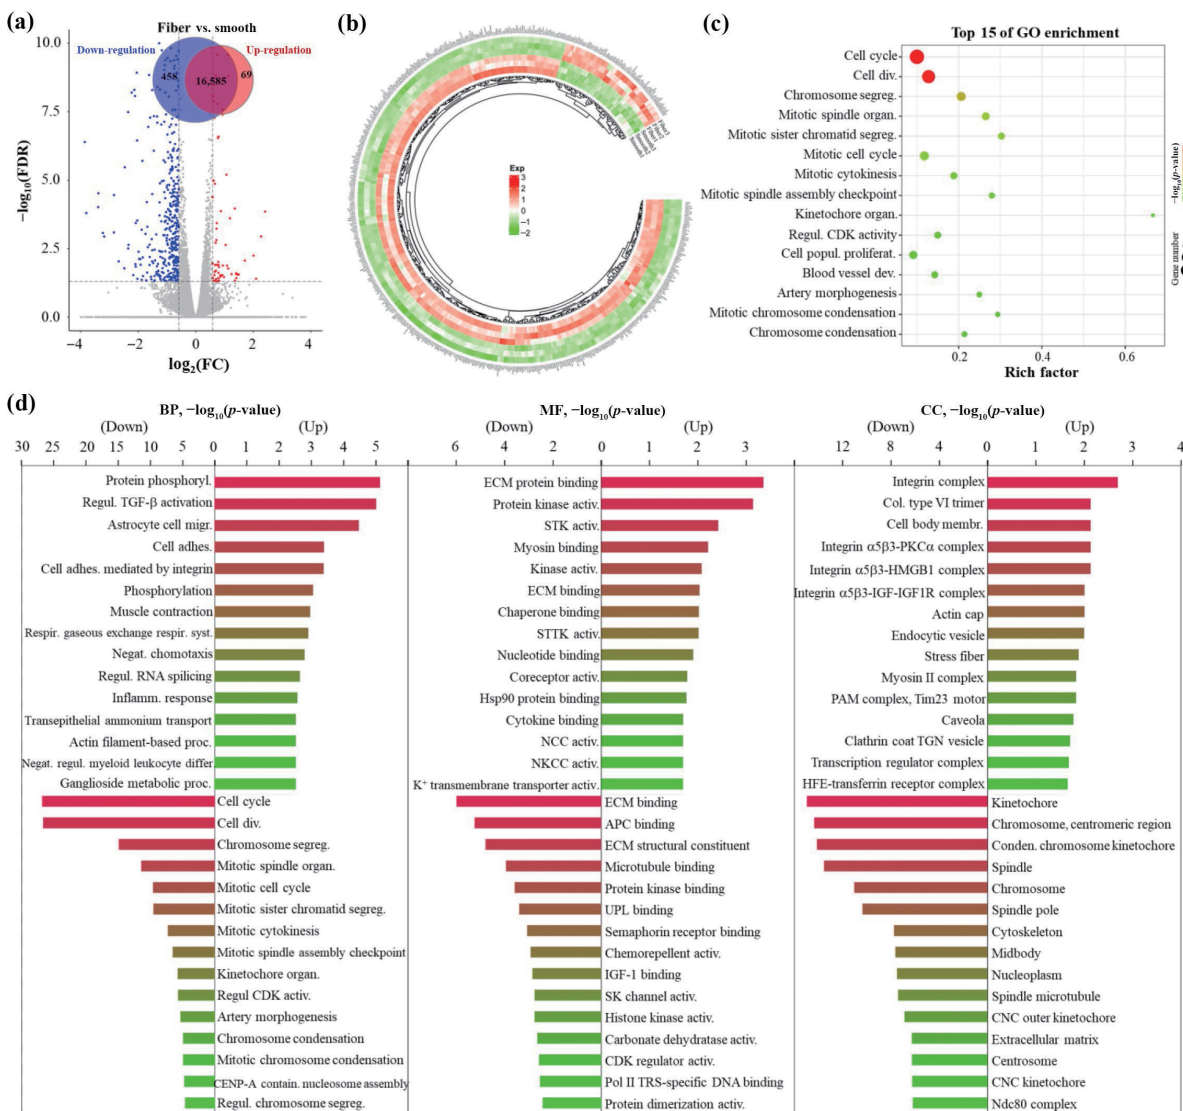 (a)
Fiber vs. smooth
Down-regulation
Up-regulation
458
16,585
69
10.0
7.5
5.0
2.5
0.0
−log10(FDR)
−4
−2
0
2
4
log2(FC)
(b)
Fiber3
Fiber2
Fiber1
Smooth3
Smooth2
Smooth1
Exp
3
2
1
0
−1
−2
(c)
Top 15 of GO enrichment
Cell cycle
Cell div.
Chromosome segreg.
Mitotic spindle organ.
Mitotic sister chromatid segreg.
Mitotic cell cycle
Mitotic cytokinesis
Mitotic spindle assembly checkpoint
Kinetochore organ.
Regul. CDK activity
Cell popul. proliferat.
Blood vessel dev.
Artery morphogenesis
Mitotic chromosome condensation
Chromosome condensation
0.2
0.4
0.6
Rich factor
−log10(p-value)
Gene number
(d)
BP, −log10(p-value)
(Down)
(Up)
30 25 20 15 10 5 0 1 2 3 4 5
Protein phosphoryl.
Regul. TGF-β activation
Astrocyte cell migr.
Cell adhes.
Cell adhes. mediated by integrin
Phosphorylation
Muscle contraction
Respir. gaseous exchange respir. syst.
Negat. chomotaxis
Regul. RNA splicing
Inflamm. response
Transepithelial ammonium transport
Actin filament-based proc.
Negat. regul. myeloid leukocyte differ.
Ganglioside metabolic proc.
Cell cycle
Cell div.
Chromosome segreg.
Mitotic spindle organ.
Mitotic cell cycle
Mitotic sister chromatid segreg.
Mitotic cytokinesis
Mitotic spindle assembly checkpoint
Kinetochore organ.
Regul CDK activ.
Artery morphogenesis
Chromosome condensation
Mitotic chromosome condensation
CENP-A contain. nucleosome assembly
Regul. chromosome segreg.
MF, −log10(p-value)
(Down)
(Up)
6 4 2 0 1 2 3
ECM protein binding
Protein kinase activ.
STK activ.
Myosin binding
Kinase activ.
ECM binding
Chaperone binding
STTK activ.
Nucleotide binding
Coreceptor activ.
Hsp90 protein binding
Cytokine binding
NCC activ.
NKCC activ.
K+ transmembrane transporter activ.
ECM binding
APC binding
ECM structural constituent
Microtubule binding
Protein kinase binding
UPL binding
Semaphorin receptor binding
Chemorepellent activ.
IGF-1 binding
SK channel activ.
Histone kinase activ.
Carbonate dehydratase activ.
CDK regulator activ.
Pol II TRS-specific DNA binding
Protein dimerization activ.
CC, −log10(p-value)
(Down)
(Up)
12 8 4 0 1 2 3 4
Integrin complex
Col. type VI trimer
Cell body membr.
Integrin α5β3-PKCα complex
Integrin α5β3-HMGB1 complex
Integrin α5β3-IGF-IGF1R complex
Actin cap
Endocytic vesicle
Stress fiber
Myosin II complex
PAM complex, Tim23 motor
Caveola
Clathrin coat TGN vesicle
Transcription regulator complex
HFE-transferrin receptor complex
Kinetochore
Chromosome, centromeric region
Conden. chromosome kinetochore
Spindle
Chromosome
Spindle pole
Cytoskeleton
Midbody
Nucleoplasm
Spindle microtubule
CNC outer kinetochore
Extracellular matrix
Centrosome
CNC kinetochore
Ndc80 complex